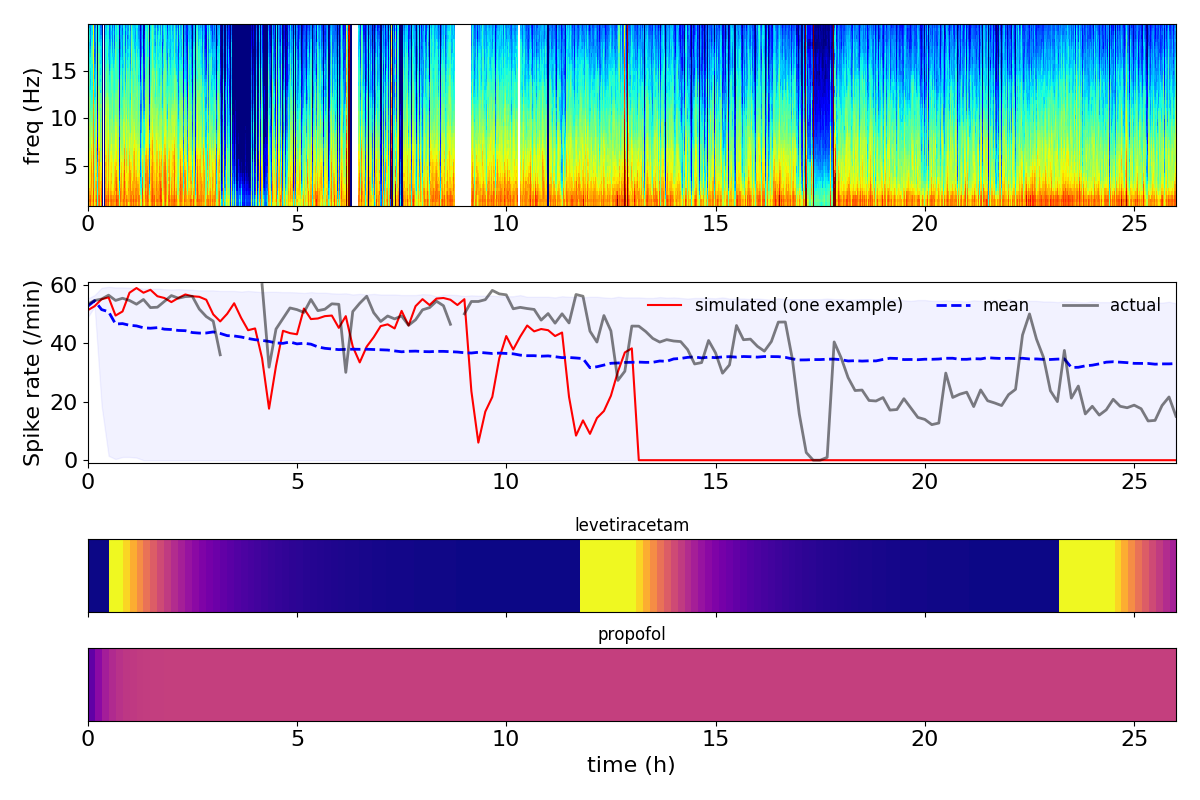 freq (Hz)
15
10
5
0 5 10 15 20 25
Spike rate (/min)
60
40
20
0
simulated (one example) mean actual
0 5 10 15 20 25
levetiracetam
propofol
0 5 10 15 20 25
time (h)